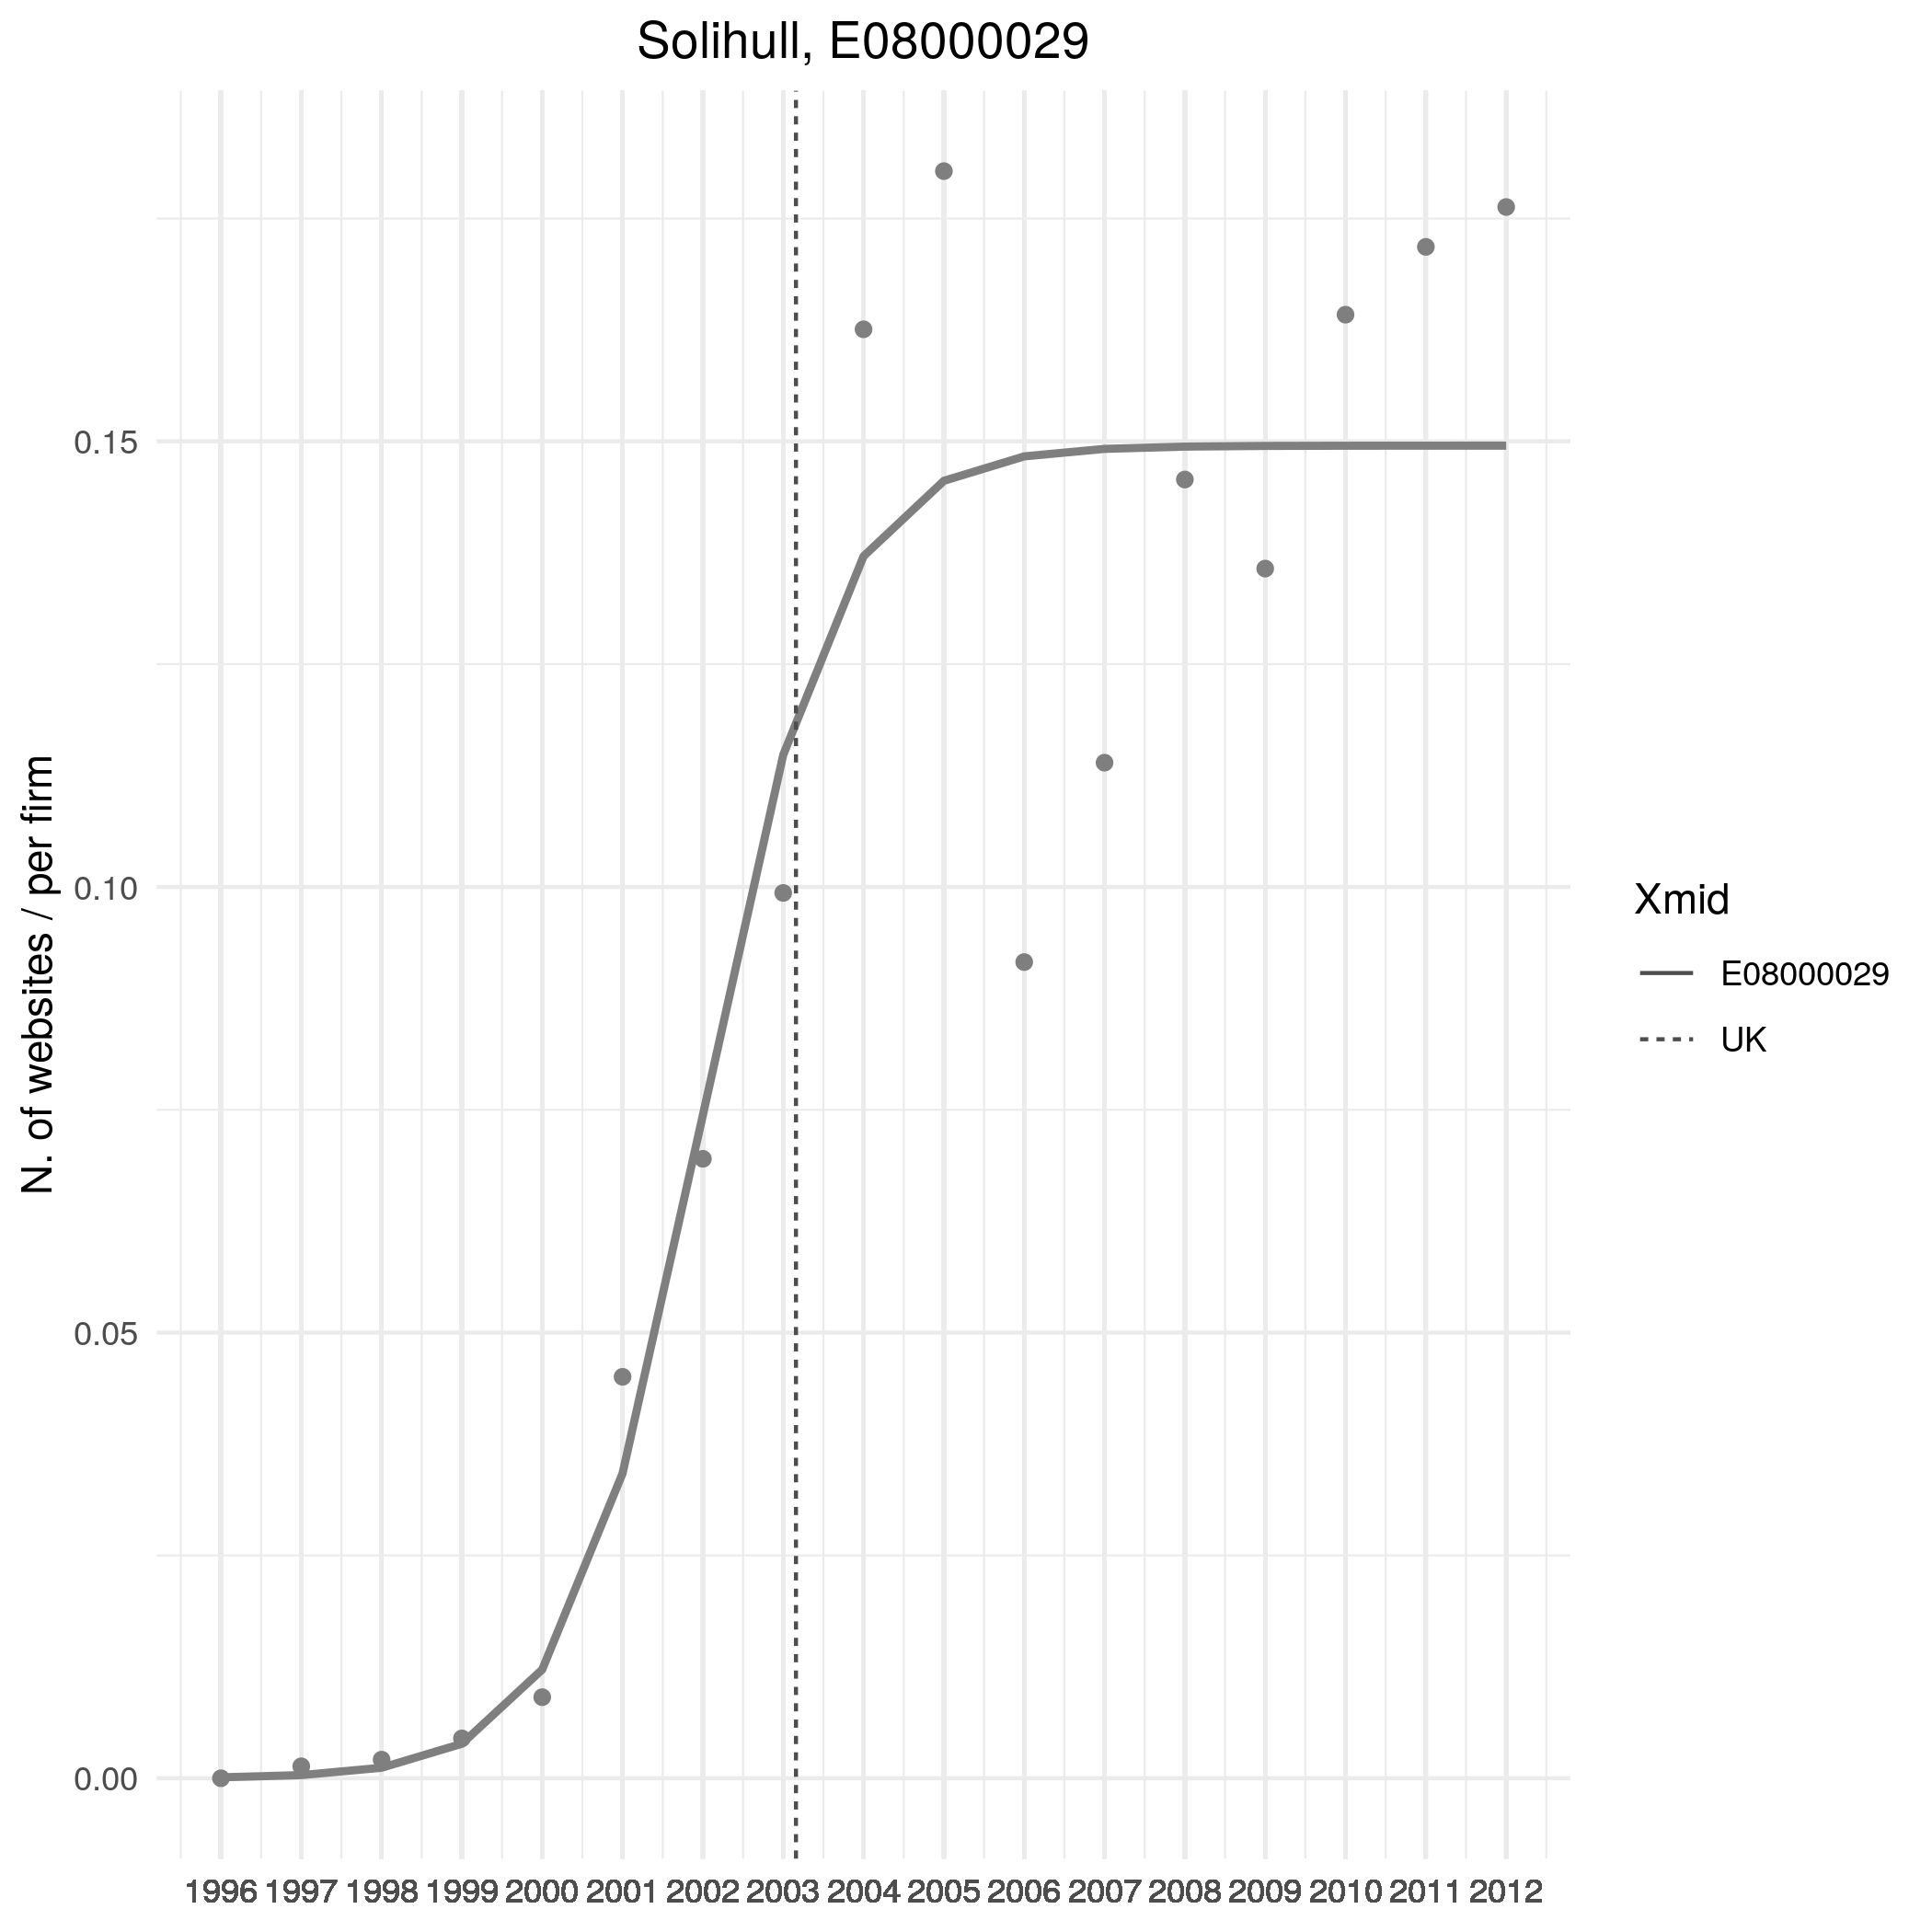 Solihull, E08000029
N. of websites / per firm
0.15
0.10
0.05
0.00
1996 1997 1998 1999 2000 2001 2002 2003 2004 2005 2006 2007 2008 2009 2010 2011 2012
Xmid
E08000029
UK